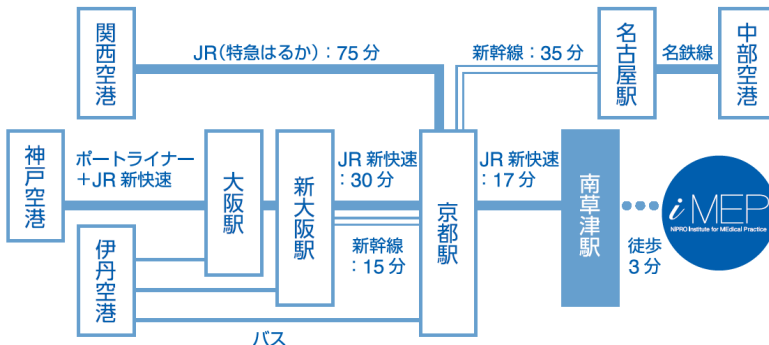 関西空港
JR(特急はるか)：75分
新幹線：35分
名古屋駅
名鉄線
中部空港
神戸空港
ポートライナー
＋JR 新快速
大阪駅
新大阪駅
JR 新快速
：30分
新幹線
：15分
京都駅
JR 新快速
：17分
南草津駅
徒歩
3分
iMEP
NIPRO Institute for MEdical Practice
伊丹空港
バス